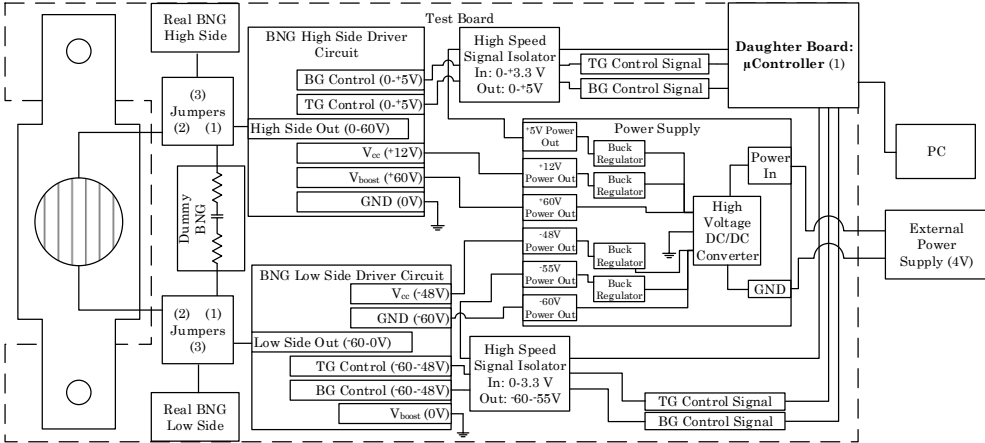 Test Board
Real BNG
High Side
(3)
Jumpers
(2) (1)
Dummy
BNG
(2) (1)
Jumpers
(3)
Real BNG
Low Side
BNG High Side Driver
Circuit
BG Control (0-⁺5V)
TG Control (0-⁺5V)
High Side Out (0-60V)
Vcc (⁺12V)
Vboost (⁺60V)
GND (0V)
BNG Low Side Driver Circuit
Vcc (⁻48V)
GND (⁻60V)
Low Side Out (⁻60-0V)
TG Control (⁻60-⁻48V)
BG Control (⁻60-⁻48V)
Vboost (0V)
High Speed
Signal Isolator
In: 0-⁺3.3 V
Out: 0-⁺5V
TG Control Signal
BG Control Signal
Daughter Board:
µController (1)
PC
Power Supply
⁺5V Power
Out
⁺12V
Power Out
⁺60V
Power Out
⁻48V
Power Out
⁻55V
Power Out
⁻60V
Power Out
Buck
Regulator
Buck
Regulator
Buck
Regulator
Buck
Regulator
High
Voltage
DC/DC
Converter
Power
In
GND
External
Power
Supply (4V)
High Speed
Signal Isolator
In: 0-3.3 V
Out: ⁻60-⁻55V
TG Control Signal
BG Control Signal